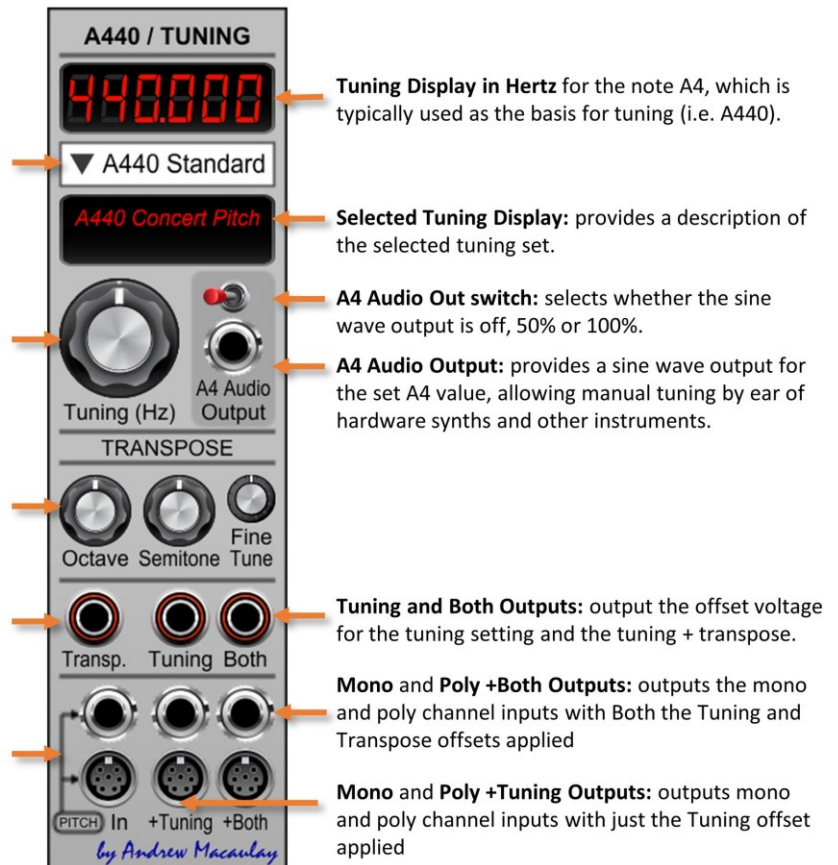 A440 / TUNING
440.000
▼ A440 Standard
A440 Concert Pitch
Tuning (Hz)
A4 Audio
Output
TRANSPOSE
Octave Semitone Fine
Tune
Transp. Tuning Both
PITCH In +Tuning +Both
by Andrew Macaulay
Tuning Display in Hertz for the note A4, which is
typically used as the basis for tuning (i.e. A440).
Selected Tuning Display: provides a description of
the selected tuning set.
A4 Audio Out switch: selects whether the sine
wave output is off, 50% or 100%.
A4 Audio Output: provides a sine wave output for
the set A4 value, allowing manual tuning by ear of
hardware synths and other instruments.
Tuning and Both Outputs: output the offset voltage
for the tuning setting and the tuning + transpose.
Mono and Poly +Both Outputs: outputs the mono
and poly channel inputs with Both the Tuning and
Transpose offsets applied
Mono and Poly +Tuning Outputs: outputs mono
and poly channel inputs with just the Tuning offset
applied